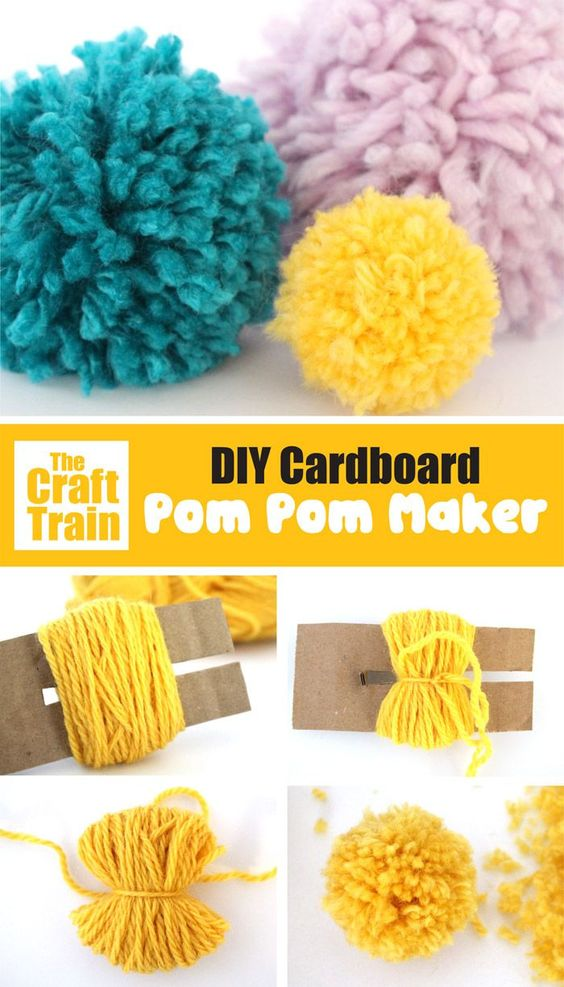 The
Craft
Train
DIY Cardboard
Pom Pom Maker